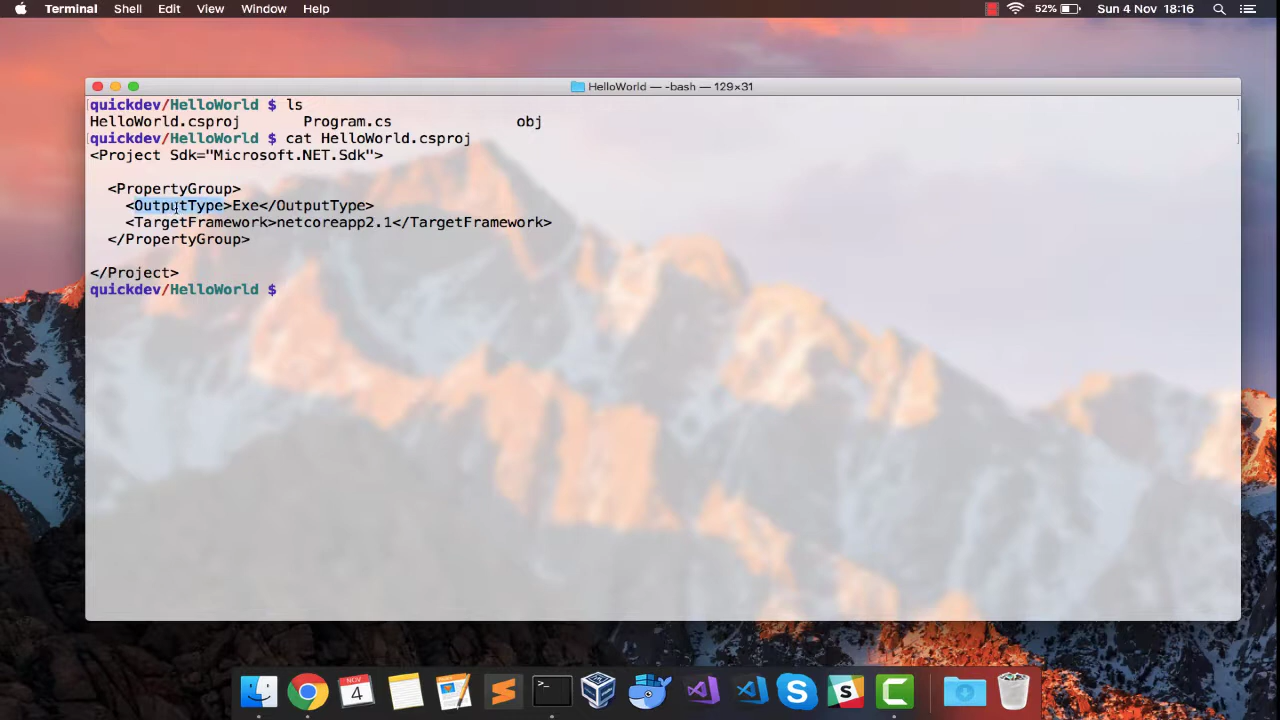 Terminal Shell Edit View Window Help 52% Sun 4 Nov 18:16
HelloWorld — -bash — 129×31
quickdev/HelloWorld $ ls
HelloWorld.csproj Program.cs obj
quickdev/HelloWorld $ cat HelloWorld.csproj
<Project Sdk="Microsoft.NET.Sdk">
<PropertyGroup>
<OutputType>Exe</OutputType>
<TargetFramework>netcoreapp2.1</TargetFramework>
</PropertyGroup>
</Project>
quickdev/HelloWorld $
NOV
4